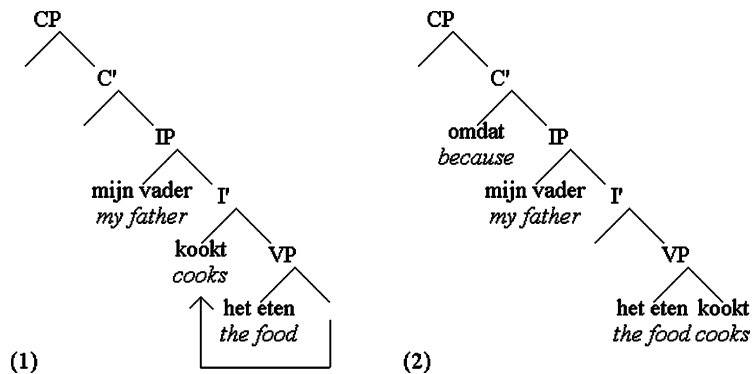 CP CP
C' C'
IP omdat IP
because
mijn vader I' mijn vader I'
my father my father
kookt VP VP
cooks
het eten het eten kookt
the food the food cooks
(1) (2)